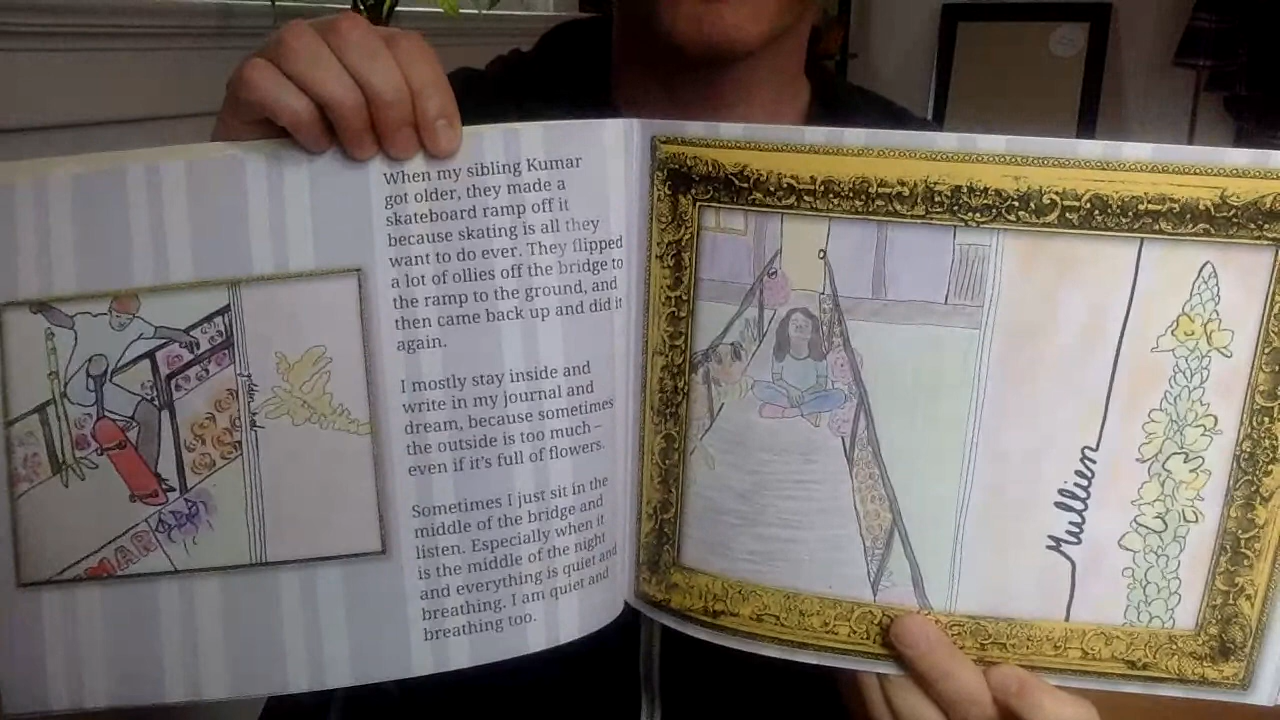 When my sibling Kumar
got older, they made a
skateboard ramp off it
because skating is all they
want to do ever. They flipped
a lot of ollies off the bridge to
the ramp to the ground, and
then came back up and did it
again.
I mostly stay inside and
write in my journal and
dream, because sometimes
the outside is too much–
even if it's full of flowers.
Sometimes I just sit in the
middle of the bridge and
listen. Especially when it
is the middle of the night
and everything is quiet and
breathing. I am quiet and
breathing too.
MAR
Mullien